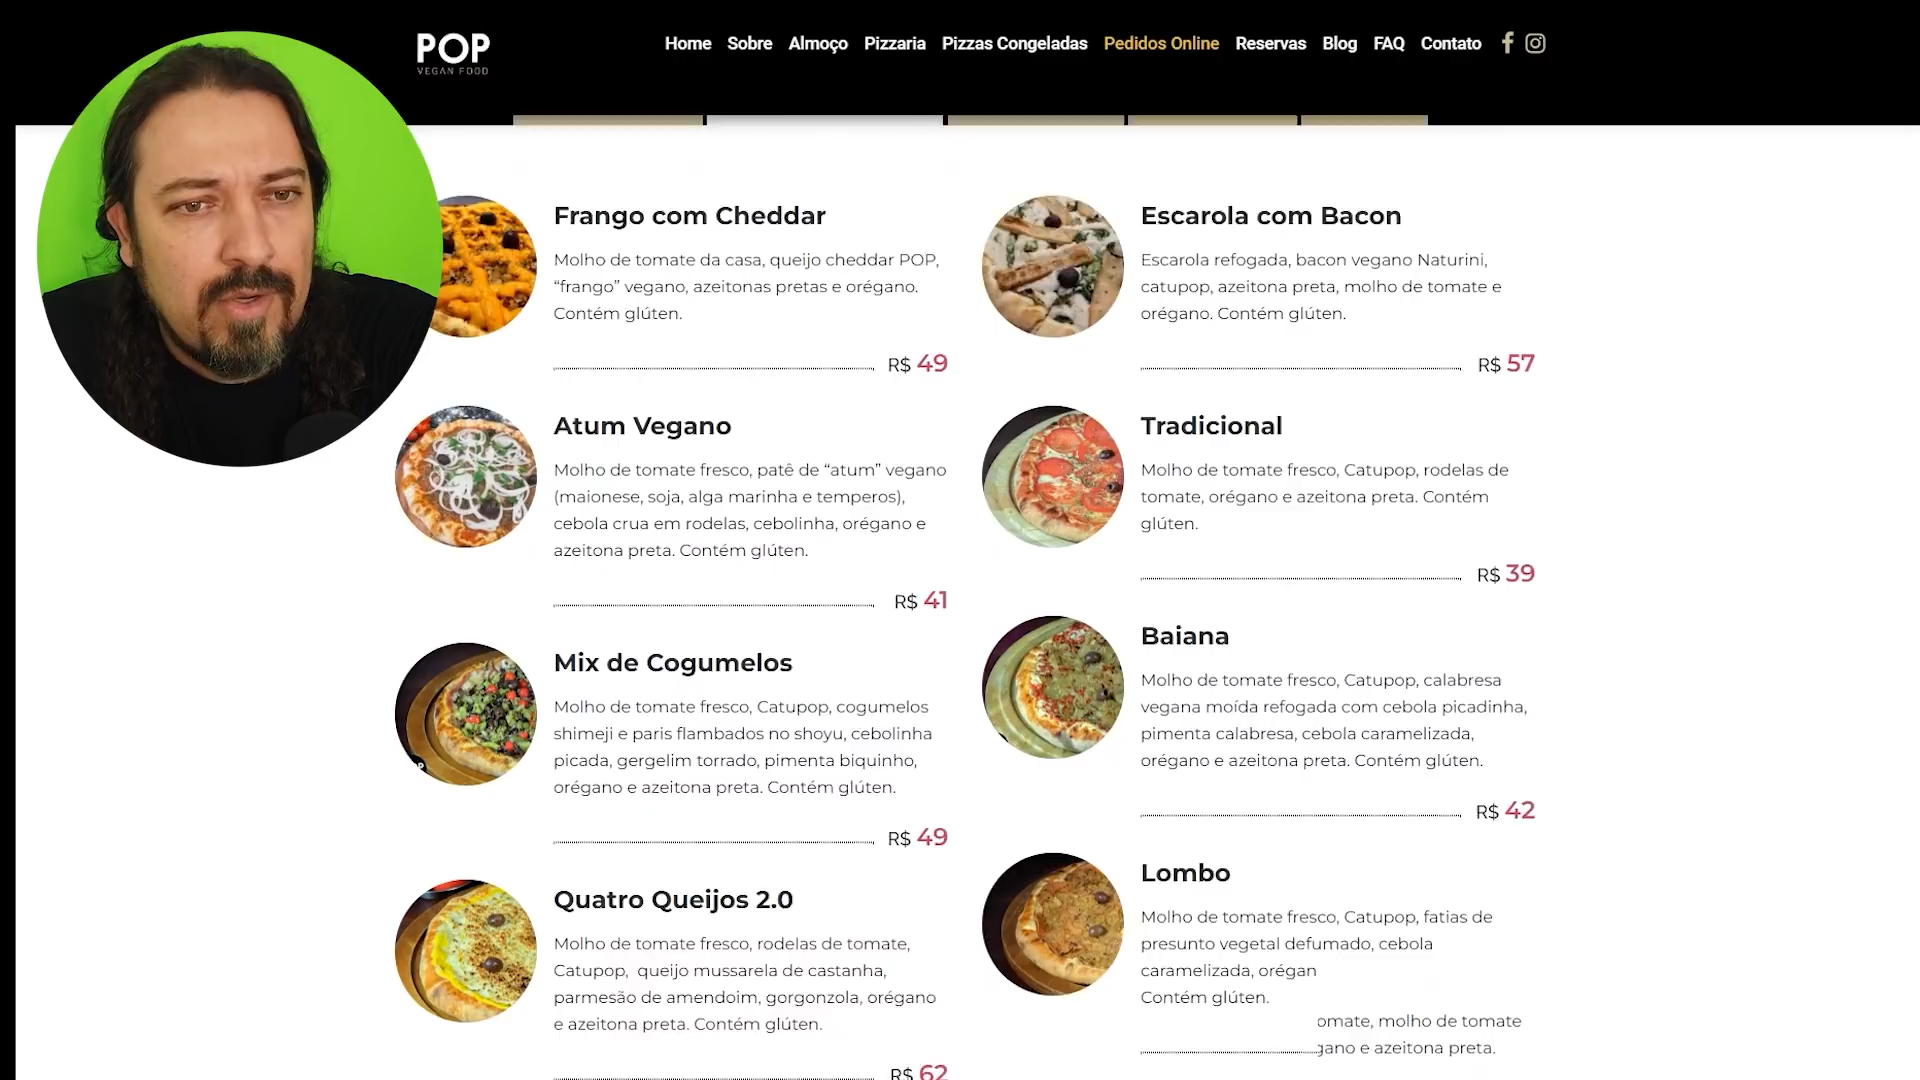 POP
VEGAN FOOD
Home Sobre Almoço Pizzaria Pizzas Congeladas Pedidos Online Reservas Blog FAQ Contato
Frango com Cheddar
Molho de tomate da casa, queijo cheddar POP,
“frango” vegano, azeitonas pretas e orégano.
Contém glúten.
R$ 49
Atum Vegano
Molho de tomate fresco, patê de “atum” vegano
(maionese, soja, alga marinha e temperos),
cebola crua em rodelas, cebolinha, orégano e
azeitona preta. Contém glúten.
R$ 41
Mix de Cogumelos
Molho de tomate fresco, Catupop, cogumelos
shimeji e paris flambados no shoyu, cebolinha
picada, gergelim torrado, pimenta biquinho,
orégano e azeitona preta. Contém glúten.
R$ 49
Quatro Queijos 2.0
Molho de tomate fresco, rodelas de tomate,
Catupop, queijo mussarela de castanha,
parmesão de amendoim, gorgonzola, orégano
e azeitona preta. Contém glúten.
R$ 62
Escarola com Bacon
Escarola refogada, bacon vegano Naturini,
catupop, azeitona preta, molho de tomate e
orégano. Contém glúten.
R$ 57
Tradicional
Molho de tomate fresco, Catupop, rodelas de
tomate, orégano e azeitona preta. Contém
glúten.
R$ 39
Baiana
Molho de tomate fresco, Catupop, calabresa
vegana moída refogada com cebola picadinha,
pimenta calabresa, cebola caramelizada,
orégano e azeitona preta. Contém glúten.
R$ 42
Lombo
Molho de tomate fresco, Catupop, fatias de
presunto vegetal defumado, cebola
caramelizada, orégan
Contém glúten.
omate, molho de tomate
gano e azeitona preta.